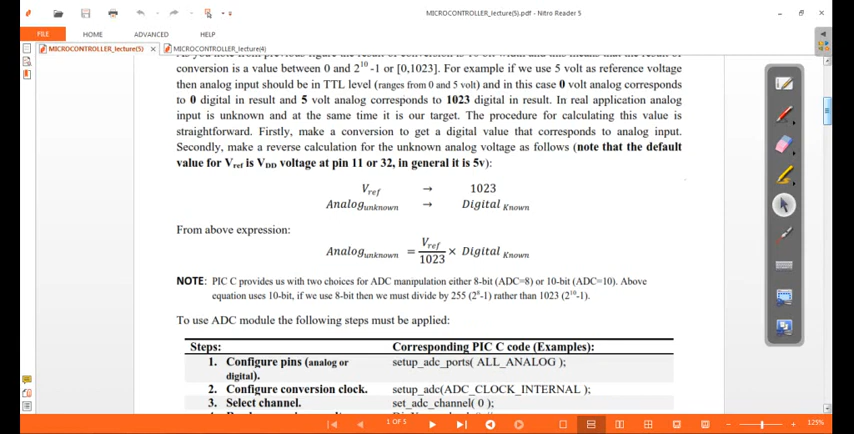 MICROCONTROLLER_lecture(5).pdf - Nitro Reader 5
FILE HOME ADVANCED HELP
MICROCONTROLLER_lecture(5) × MICROCONTROLLER_lecture(4)
conversion is a value between 0 and 2¹⁰ -1 or [0,1023]. For example if we use 5 volt as reference voltage
then analog input should be in TTL level (ranges from 0 and 5 volt) and in this case 0 volt analog corresponds
to 0 digital in result and 5 volt analog corresponds to 1023 digital in result. In real application analog
input is unknown and at the same time it is our target. The procedure for calculating this value is
straightforward. Firstly, make a conversion to get a digital value that corresponds to analog input.
Secondly, make a reverse calculation for the unknown analog voltage as follows (note that the default
value for Vref is VDD voltage at pin 11 or 32, in general it is 5v):
Vref → 1023
Analog unknown → Digital Known
From above expression:
Analog unknown = Vref/1023 × Digital Known
NOTE: PIC C provides us with two choices for ADC manpulation either 8-bit (ADC=8) or 10-bit (ADC=10). Above
equation uses 10-bit, if we use 8-bit then we must divide by 255 (2⁸-1) rather than 1023 (2¹⁰-1).
To use ADC module the following steps must be applied:
Steps: Corresponding PIC C code (Examples):
1. Configure pins (analog or setup_adc_ports( ALL_ANALOG );
digital).
2. Configure conversion clock. setup_adc(ADC_CLOCK_INTERNAL );
3. Select channel. set_adc_channel( 0 );
1 OF 5
125%